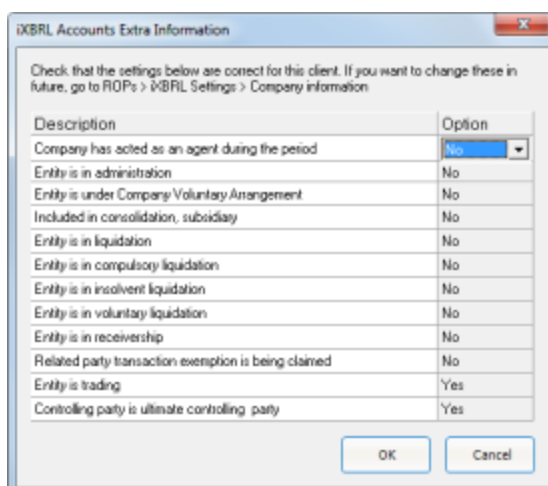 iXBRL Accounts Extra Information
Check that the settings below are correct for this client. If you want to change these in
future, go to ROPs > iXBRL Settings > Company information
Description Option
Company has acted as an agent during the period No
Entity is in administration No
Entity is under Company Voluntary Arrangement No
Included in consolidation, subsidiary No
Entity is in liquidation No
Entity is in compulsory liquidation No
Entity is in insolvent liquidation No
Entity is in voluntary liquidation No
Entity is in receivership No
Related party transaction exemption is being claimed No
Entity is trading Yes
Controlling party is ultimate controlling party Yes
OK Cancel